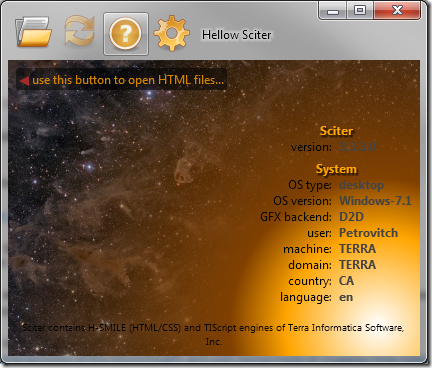 Hellow Sciter
use this button to open HTML files...
Sciter
version:
System
OS type: desktop
OS version: Windows-7.1
GFX backend: D2D
user: Petrovitch
machine: TERRA
domain: TERRA
country: CA
language: en
Sciter contains H-SMILE (HTML/CSS) and TIScript engines of Terra Informatica Software,
Inc.